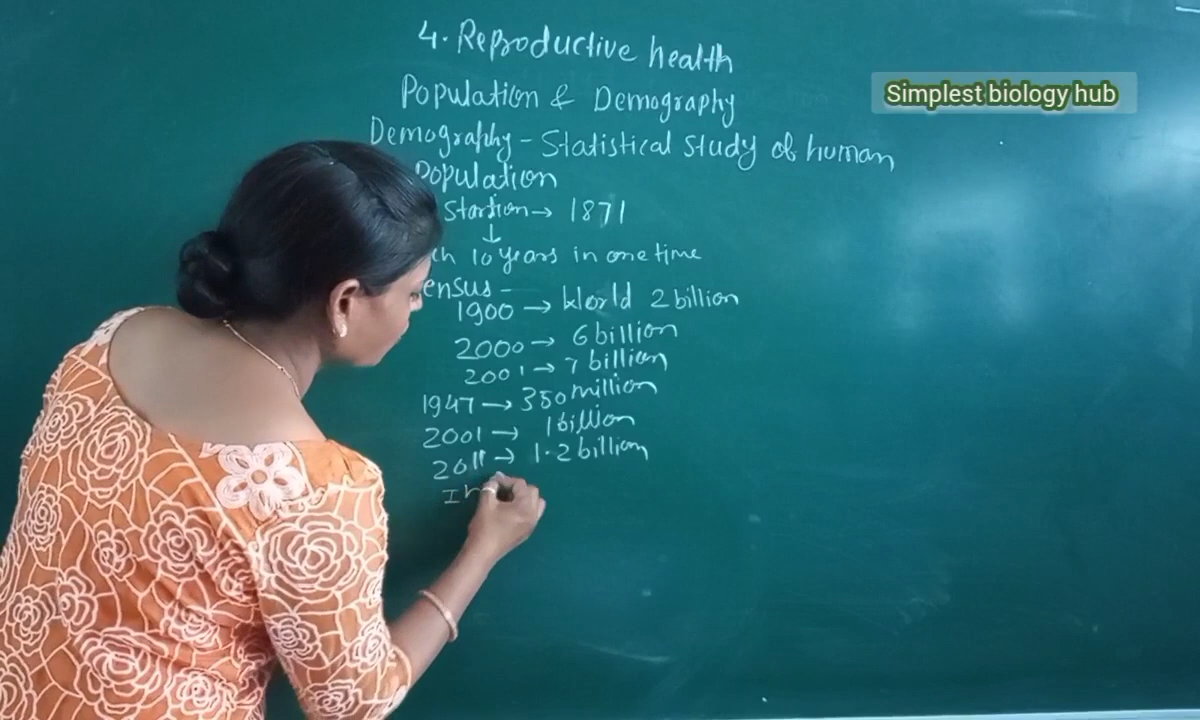 4. Reproductive health
Simplest biology hub
Population & Demography
Demography - Statistical study of human
Population
1871
10 years in one time
ensus -
1900 → World 2 billion
2000 → 6 billion
2001 → 7 billion
1947 → 350 million
2001 → 1 billion
2011 → 1.2 billion